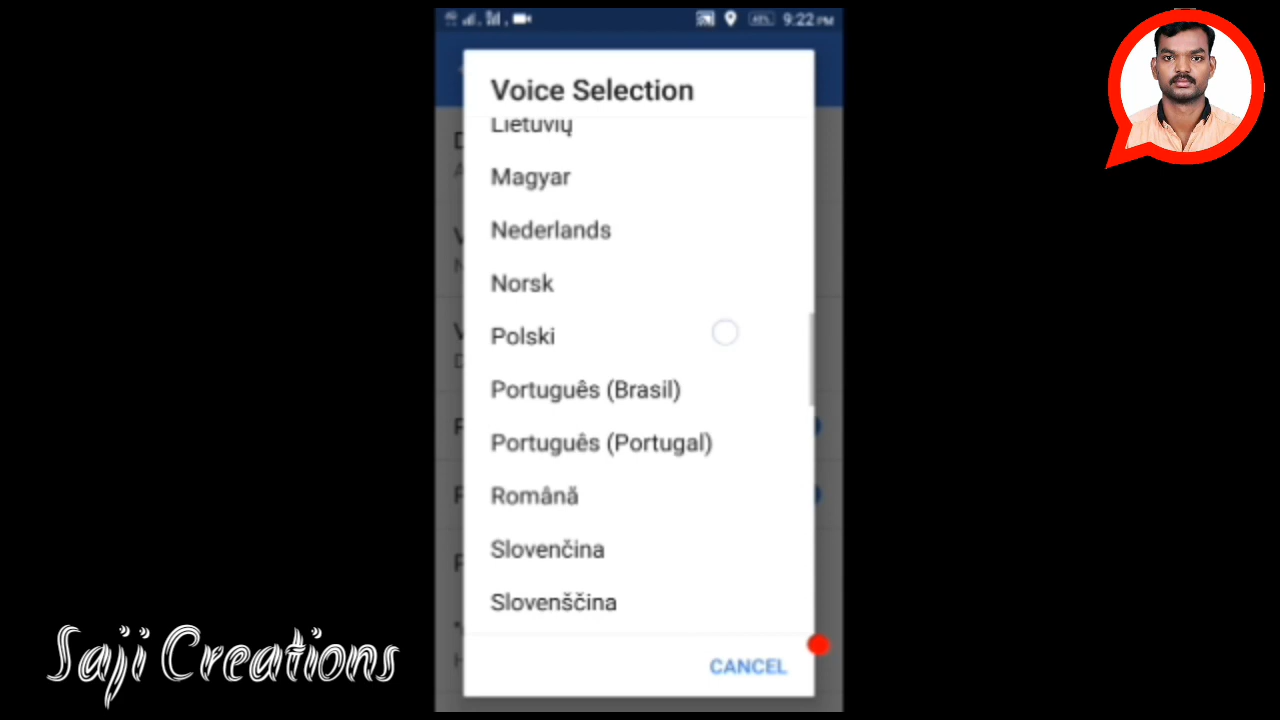 9:22 PM
Voice Selection
Lietuvių
Magyar
Nederlands
Norsk
Polski
Português (Brasil)
Português (Portugal)
Română
Slovenčina
Slovenščina
CANCEL
Saji Creations